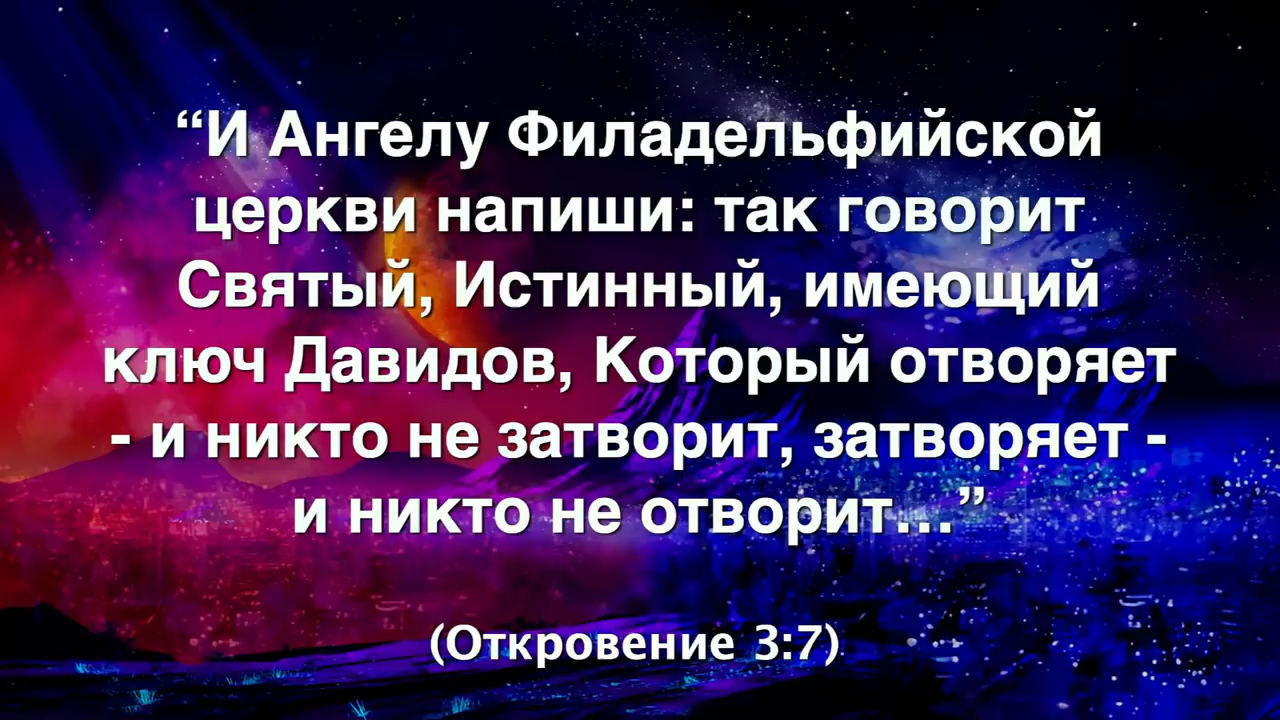 “И Ангелу Филадельфийской
церкви напиши: так говорит
Святый, Истинный, имеющий
ключ Давидов, Который отворяет
- и никто не затворит, затворяет -
и никто не отворит…”
(Откровение 3:7)